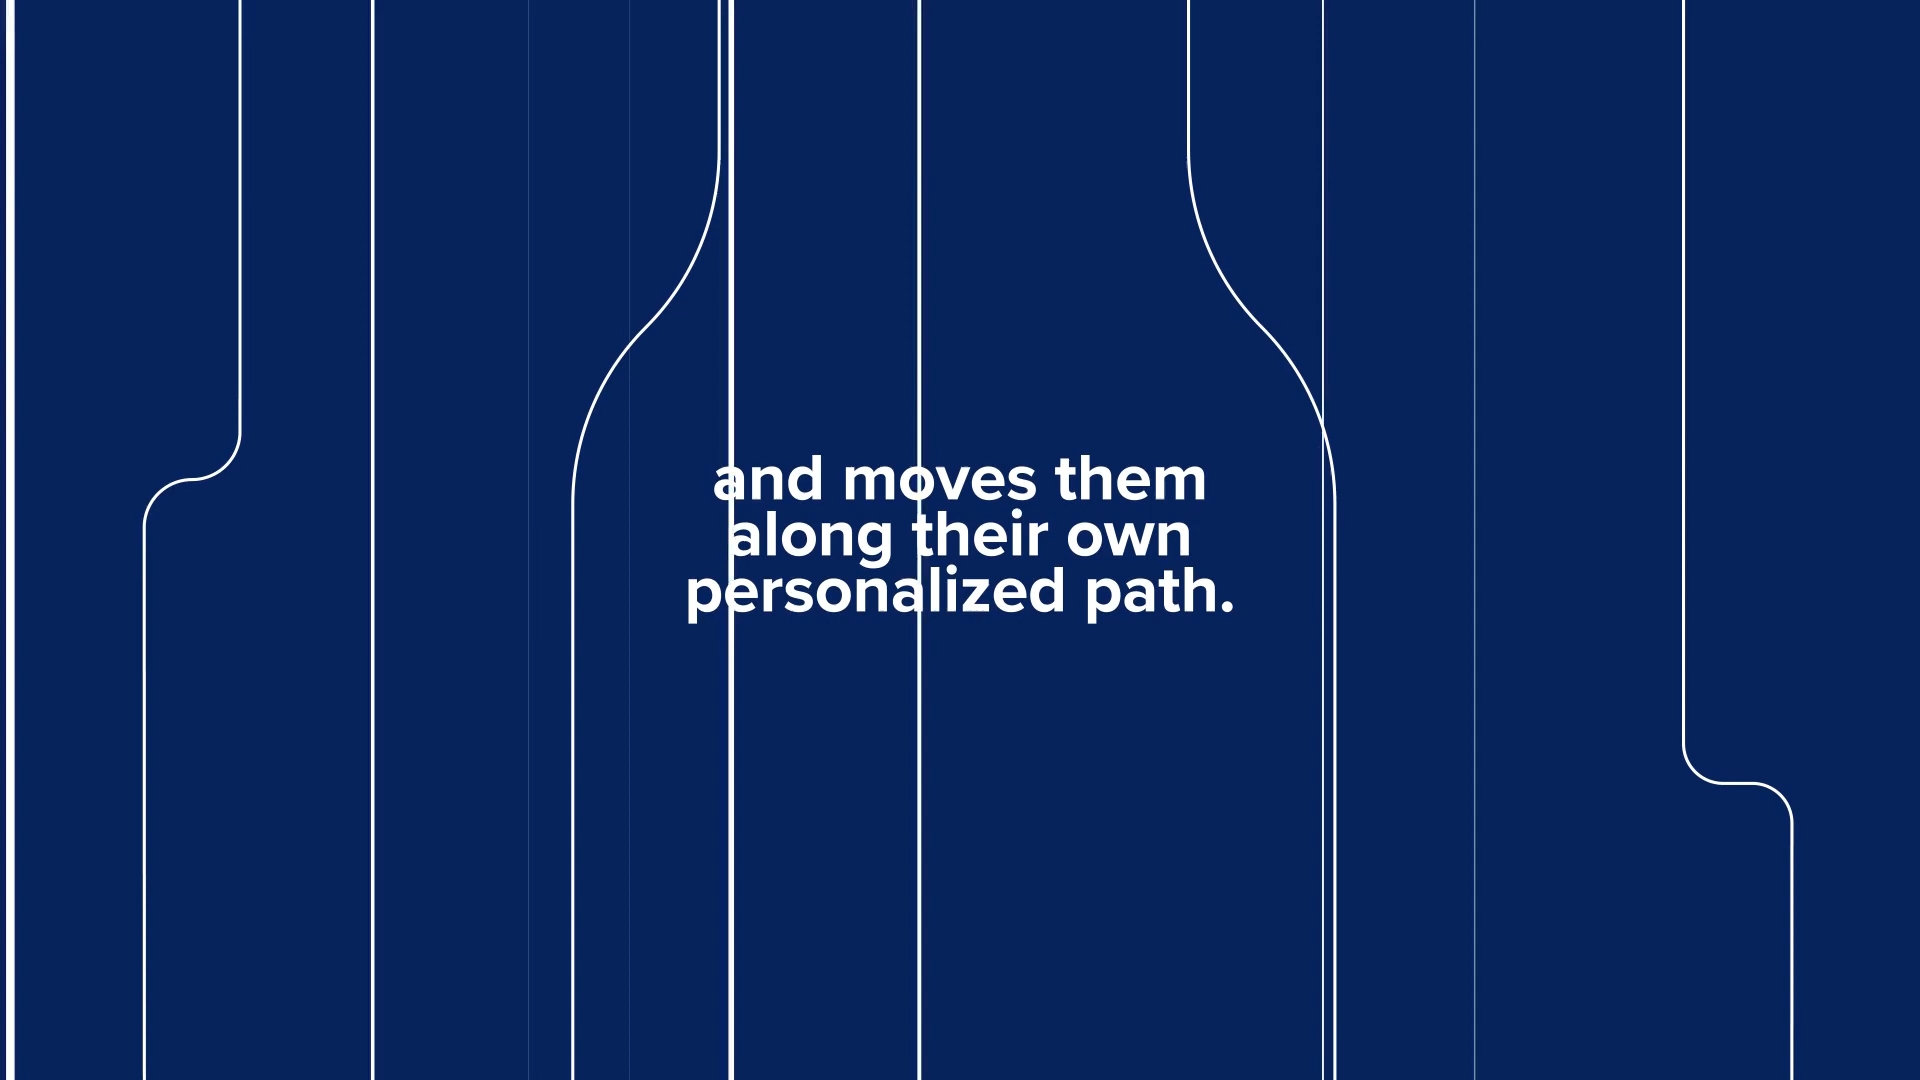 and moves them
along their own
personalized path.